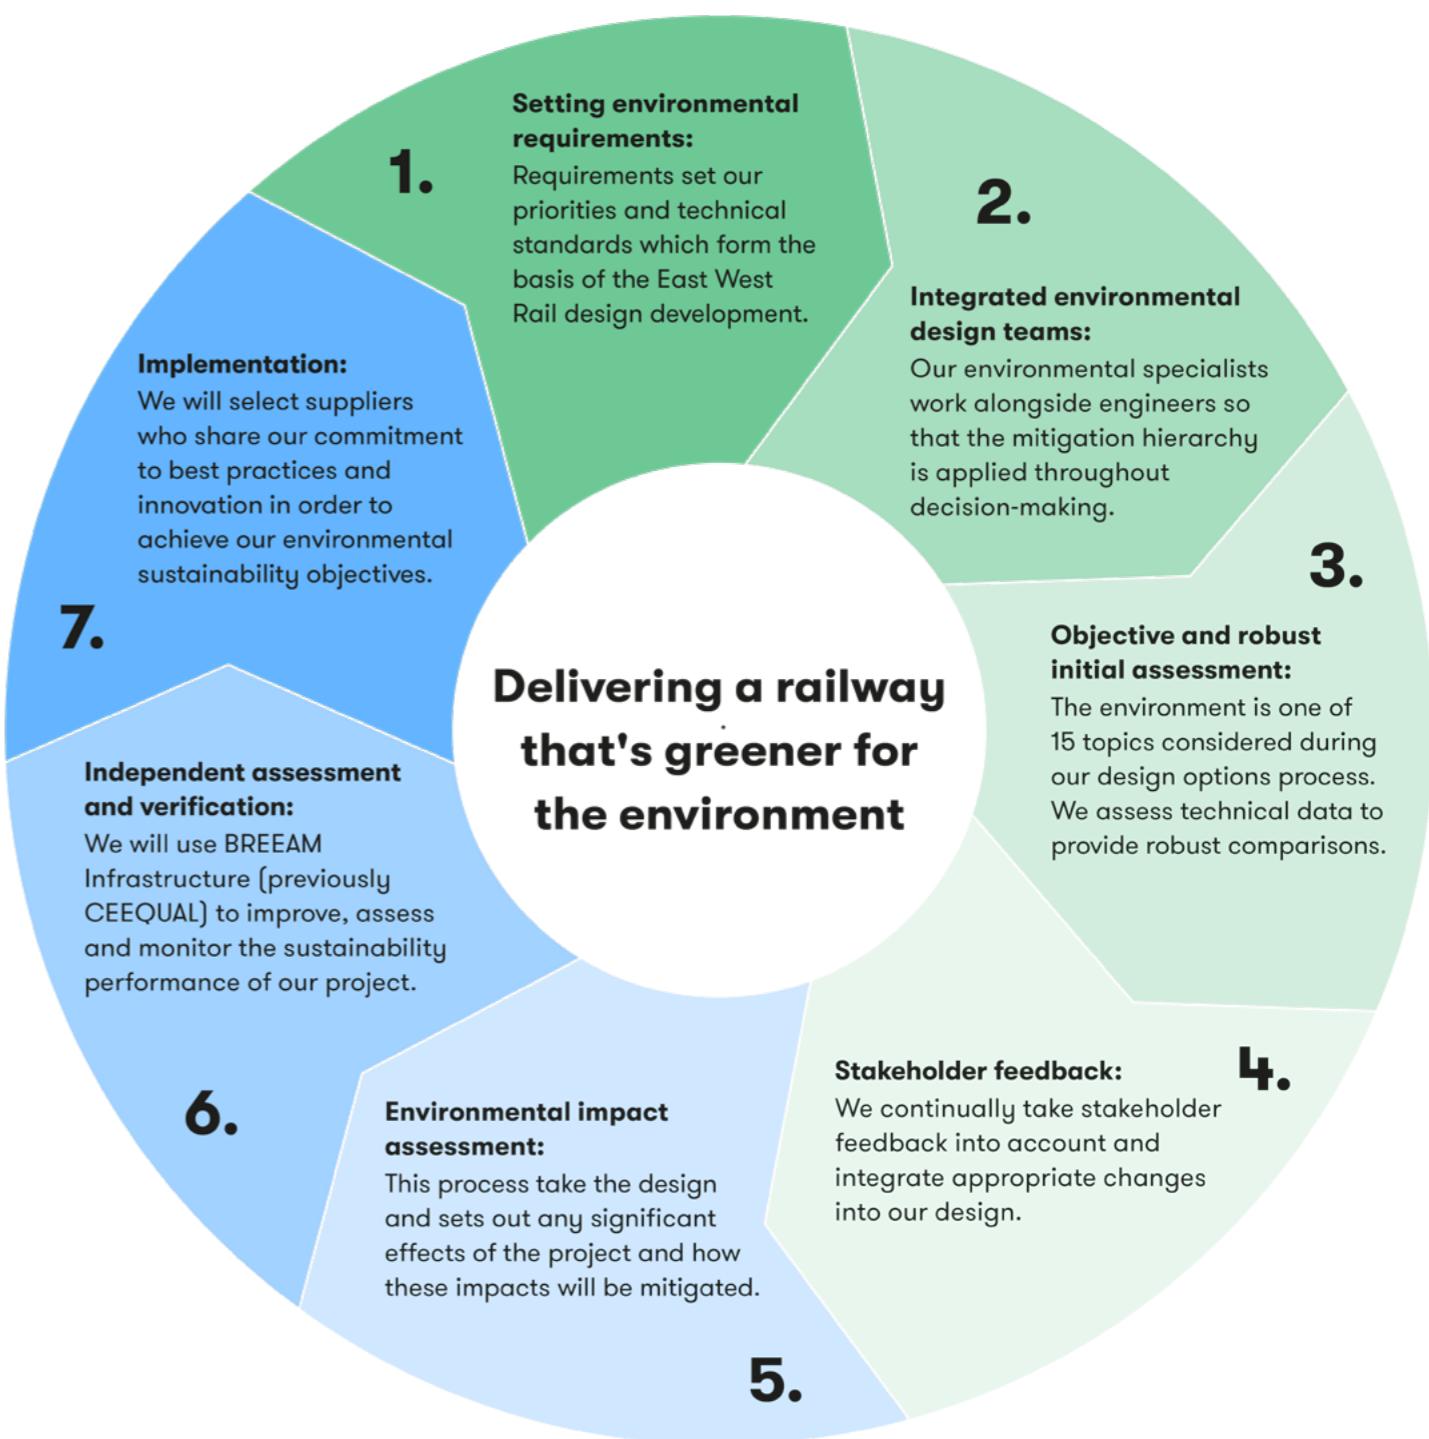 1.
Setting environmental
requirements:
Requirements set our
priorities and technical
standards which form the
basis of the East West
Rail design development.
2.
Integrated environmental
design teams:
Our environmental specialists
work alongside engineers so
that the mitigation hierarchy
is applied throughout
decision-making.
3.
Objective and robust
initial assessment:
The environment is one of
15 topics considered during
our design options process.
We assess technical data to
provide robust comparisons.
4.
Stakeholder feedback:
We continually take stakeholder
feedback into account and
integrate appropriate changes
into our design.
5.
Environmental impact
assessment:
This process take the design
and sets out any significant
effects of the project and how
these impacts will be mitigated.
6.
Independent assessment
and verification:
We will use BREEAM
Infrastructure (previously
CEEQUAL) to improve, assess
and monitor the sustainability
performance of our project.
7.
Implementation:
We will select suppliers
who share our commitment
to best practices and
innovation in order to
achieve our environmental
sustainability objectives.
Delivering a railway
that's greener for
the environment